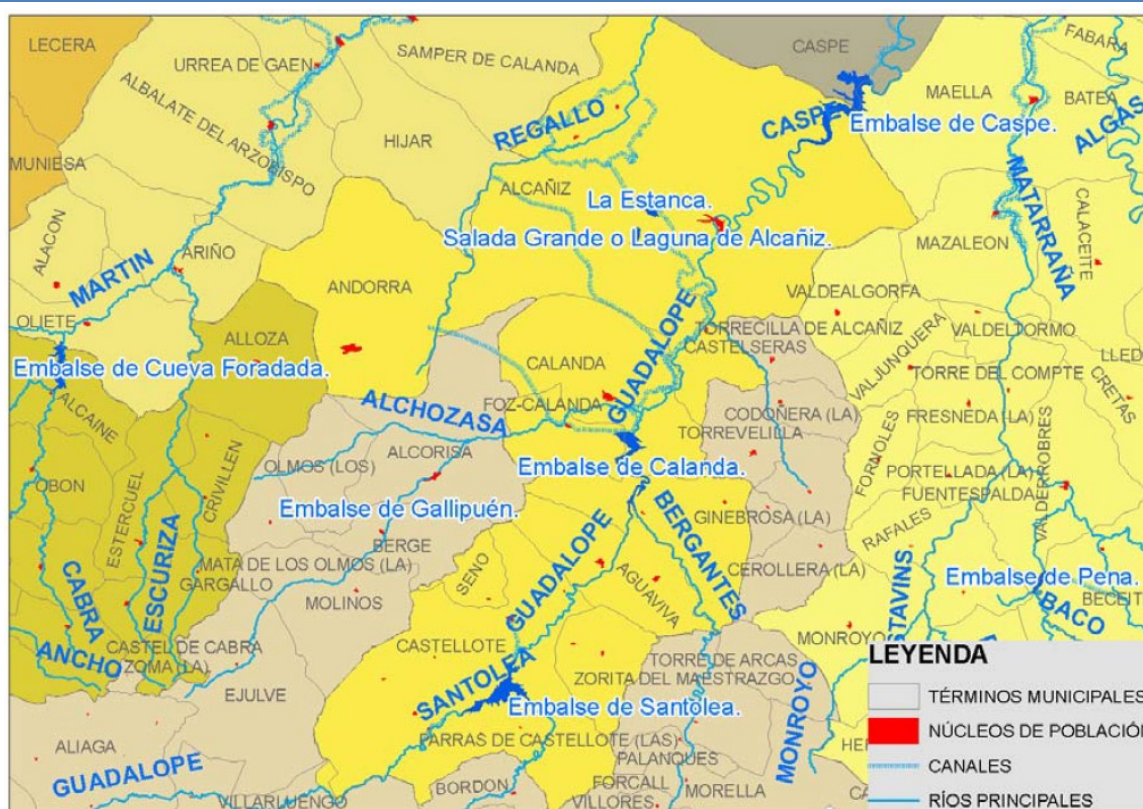 LECERA
URREA DE GAEN
SAMPER DE CALANDA
CASPE
FABARA
ALBALATE DEL ARZOBISPO
HIJAR
REGALLO
CASPE
MAELLA
BATEA
Embalse de Caspe.
ALGAS
MUNIESA
ALCAÑIZ
La Estanca.
MATARRAÑA
CALACEITE
ALACON
ARIÑO
Salada Grande o Laguna de Alcañiz.
MAZALEON
MARTIN
ANDORRA
VALDEALGORFA
OLIETE
ALLOZA
GUADALOPE
TORRECILLA DE ALCAÑIZ
VALDELTORMO
CASTELSERAS
VALJUNQUERA
LLED
Embalse de Cueva Foradada.
CALANDA
TORRE DEL COMPTE
CRETAS
ALCAINE
ALCHOZASA
FOZ-CALANDA
CODOÑERA (LA)
FRESNEDA (LA)
TORREVELILLA
FORNOLES
ALCORISA
OLMOS (LOS)
Embalse de Calanda.
PORTELLADA (LA)
VALDERROBRES
OBON
CRIVILLEN
FUENTESPALDA
ESTERCUEL
Embalse de Gallipuén.
BERGANTES
GINEBROSA (LA)
RAFALES
ESCURIZA
BERGE
GUADALOPE
MATA DE LOS OLMOS (LA)
SENO
AGUAVIVA
CEROLLERA (LA)
CABRA
GARGALLO
MOLINOS
Embalse de Pena.
BECEIT
BACO
CASTELLOTE
MONROYO
STAVINS
CASTEL DE CABRA
ZOMA (LA)
ANCHO
TORRE DE ARCAS
ZORITA DEL MAESTRAZGO
LEYENDA
EJULVE
SANTOLEA
Embalse de Santolea.
MONROYO
TÉRMINOS MUNICIPALES
ALIAGA
PARRAS DE CASTELLOTE (LAS)
PALANQUES
HE
NÚCLEOS DE POBLACIÓN
GUADALOPE
BORDON
FORCALL
MORELLA
CANALES
VILLARLUENGO
VILLORES
RÍOS PRINCIPALES